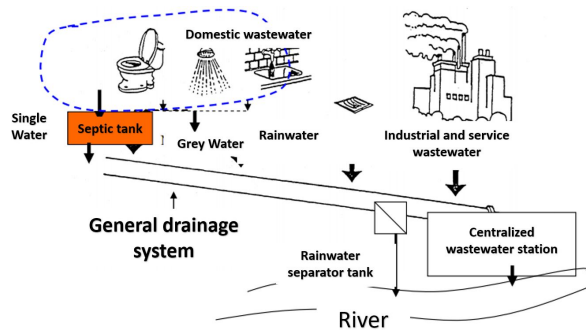 Domestic wastewater
Single
Water
Septic tank
Grey Water
Rainwater
Industrial and service
wastewater
General drainage
system
Rainwater
separator tank
Centralized
wastewater station
River